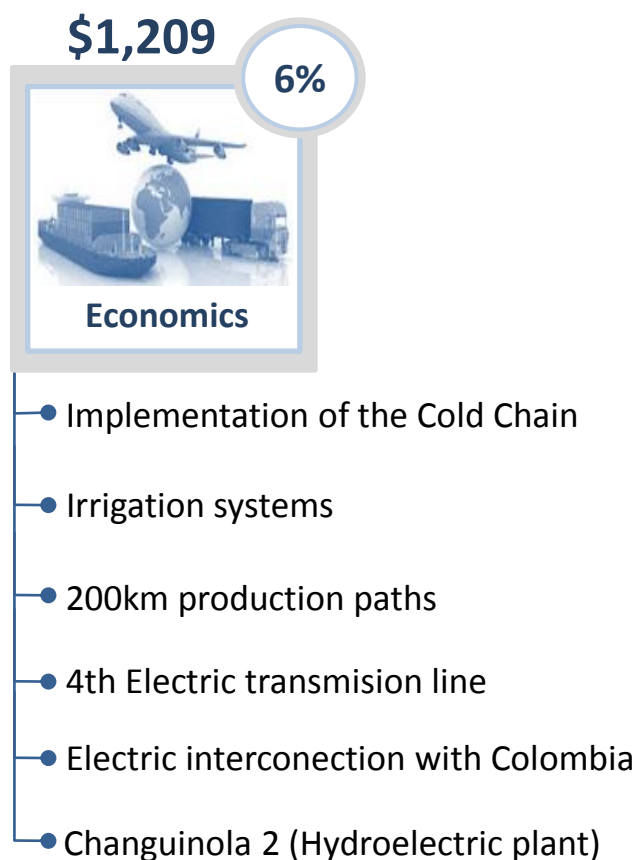 $1,209
6%
Economics
Implementation of the Cold Chain
Irrigation systems
200km production paths
4th Electric transmision line
Electric interconection with Colombia
Changuinola 2 (Hydroelectric plant)